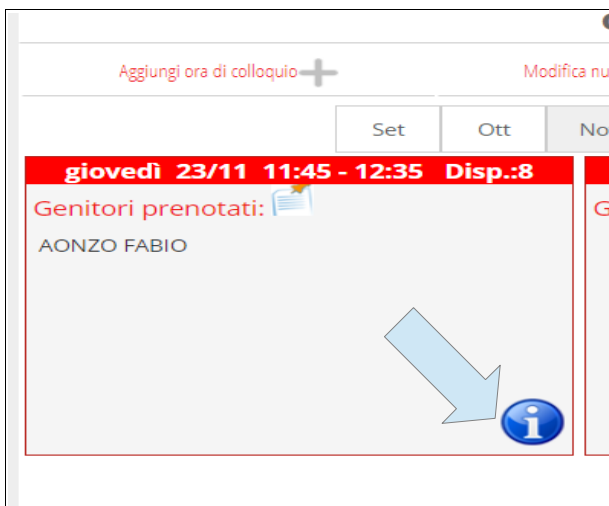 Aggiungi ora di colloquio
Modifica nu
Set Ott No
giovedì 23/11 11:45 - 12:35 Disp.:8
Genitori prenotati:
G
AONZO FABIO
i